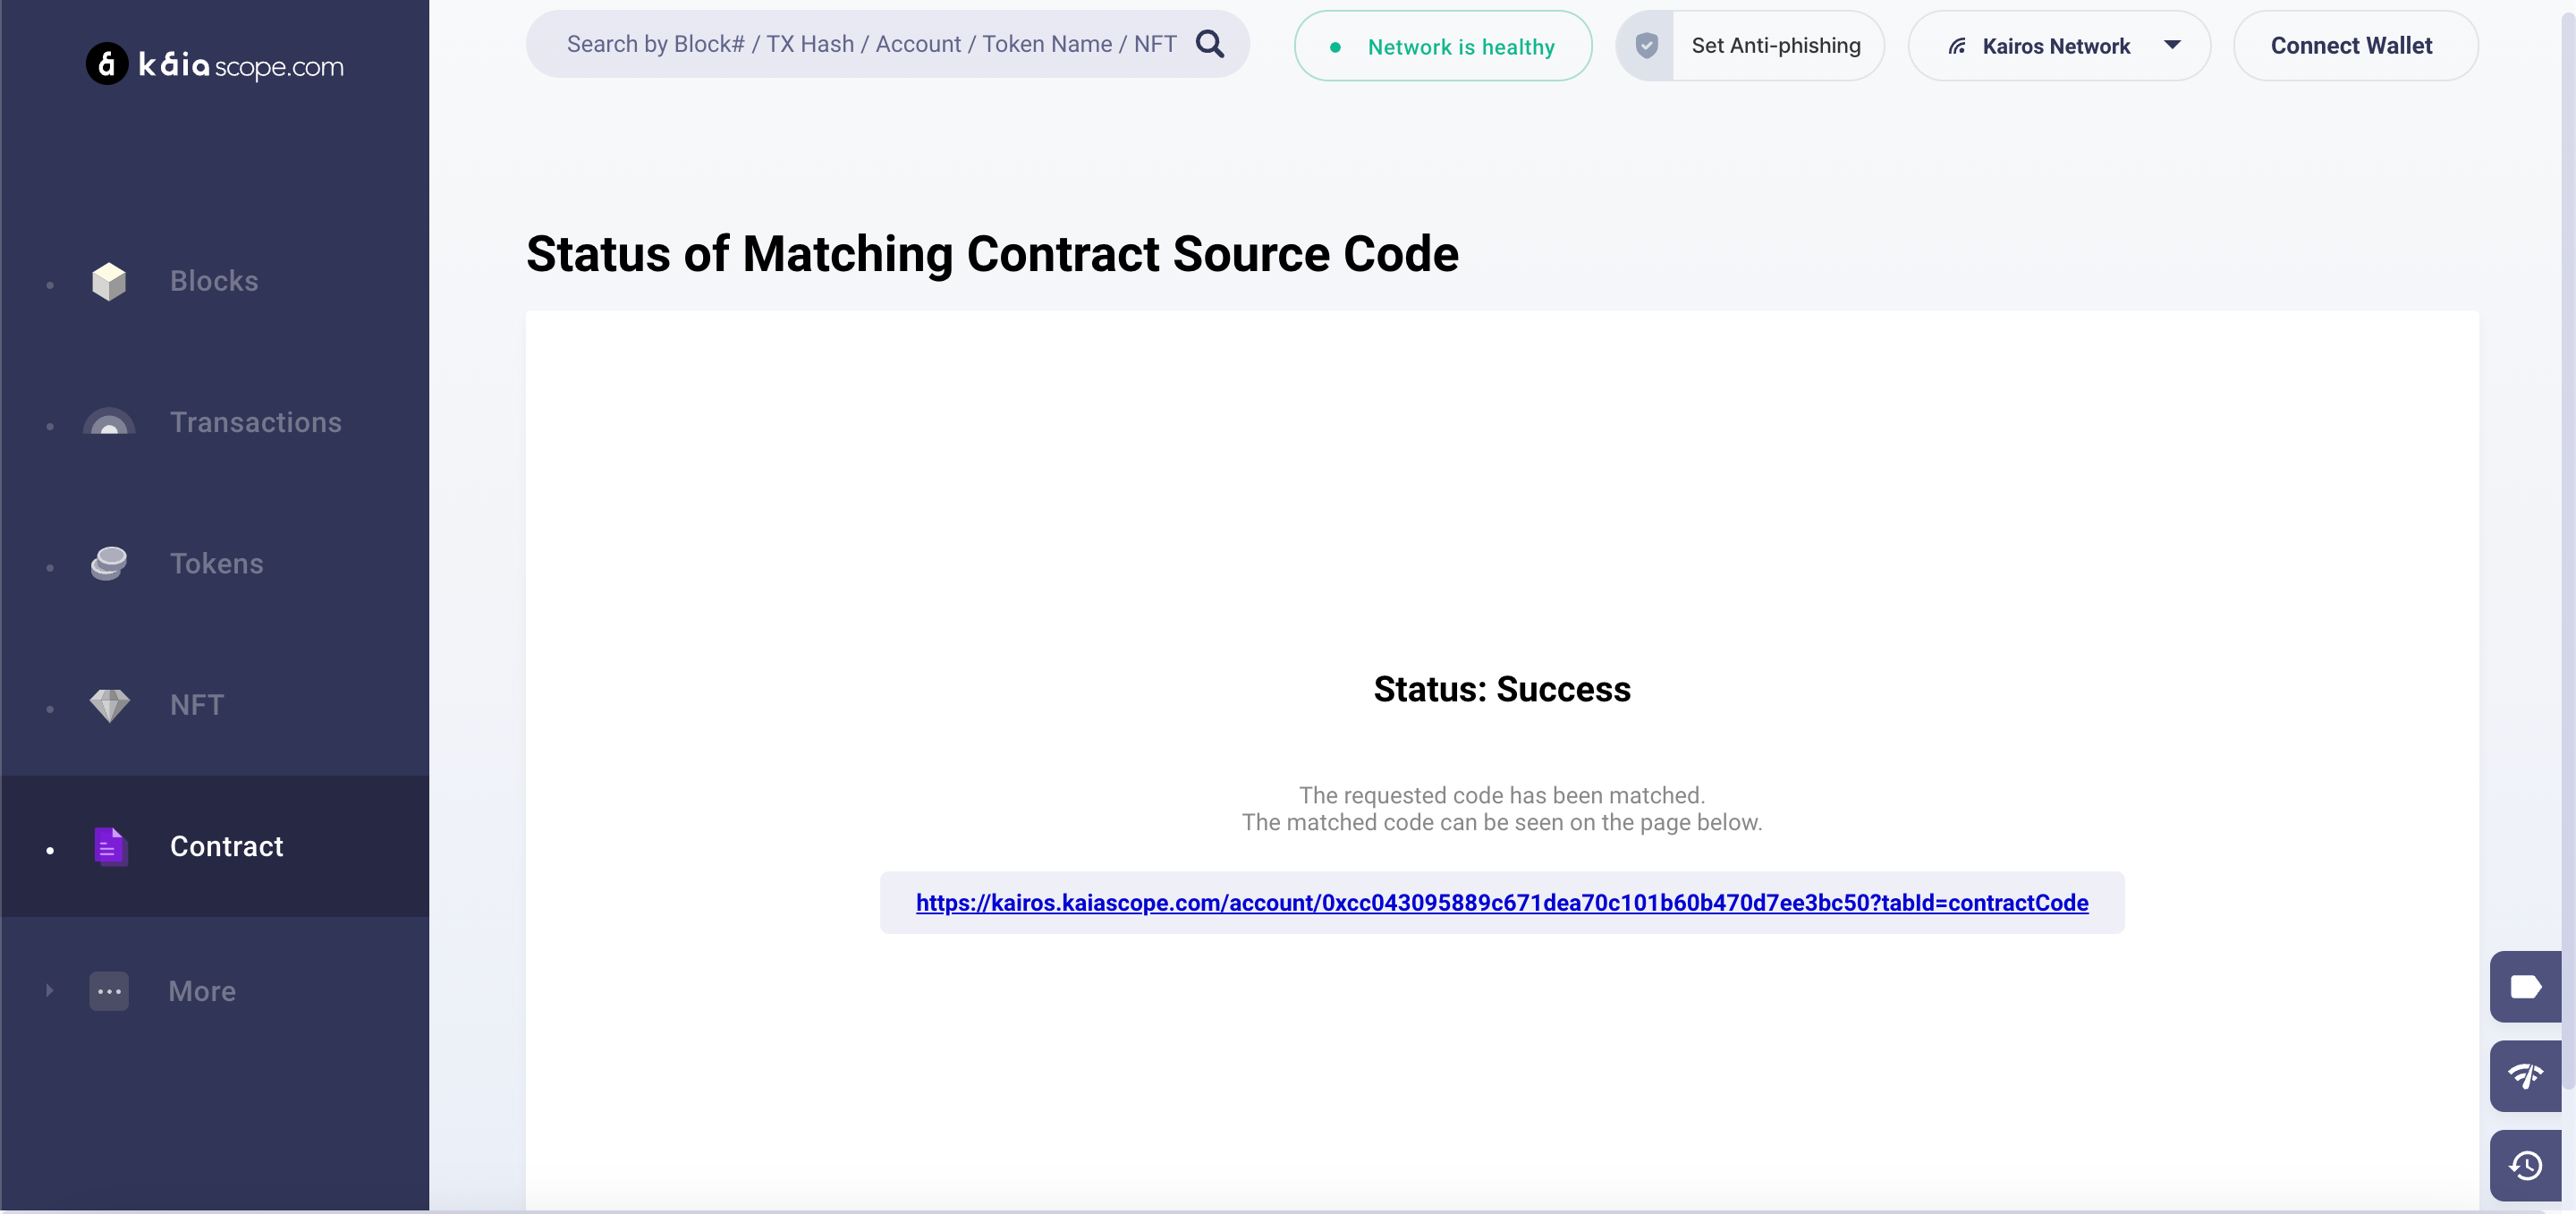 kaia scope.com
Search by Block# / TX Hash / Account / Token Name / NFT
Network is healthy
Set Anti-phishing
Kairos Network
Connect Wallet
Blocks
Transactions
Tokens
NFT
Contract
More
Status of Matching Contract Source Code
Status: Success
The requested code has been matched.
The matched code can be seen on the page below.
https://kairos.kaiascope.com/account/0xcc043095889c671dea70c101b60b470d7ee3bc50?tabId=contractCode